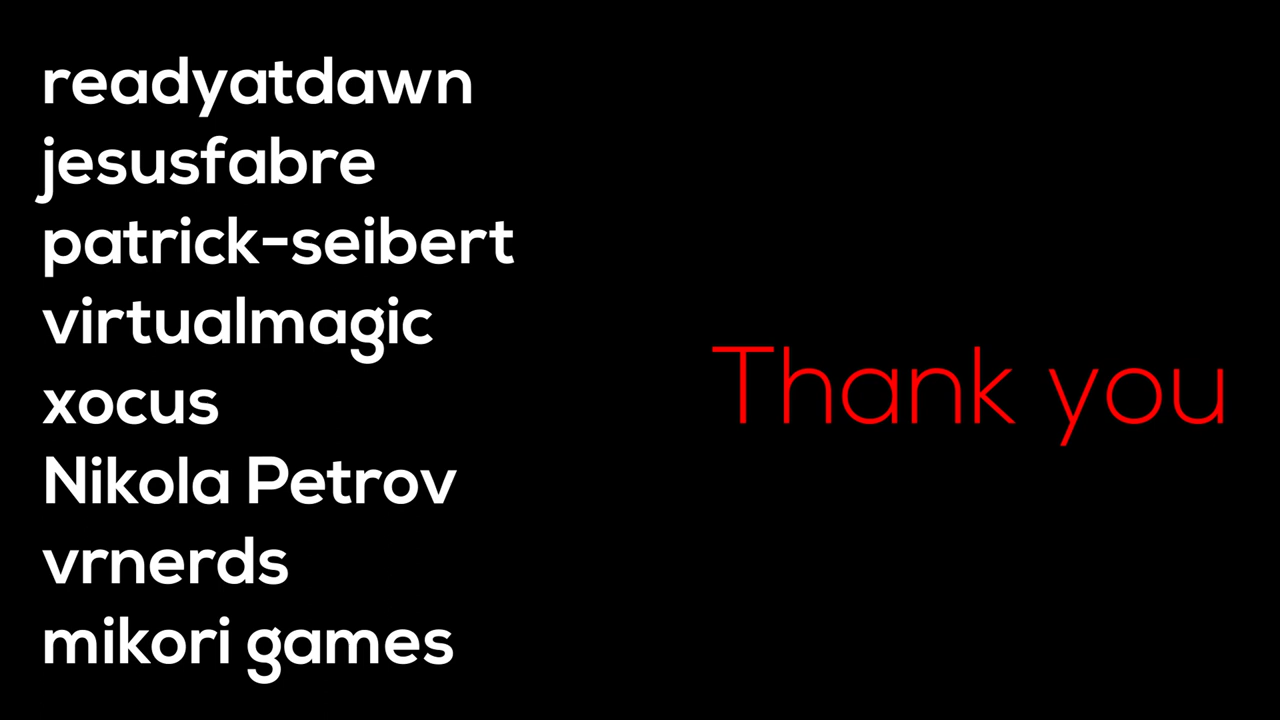 readyatdawn
jesusfabre
patrick-seibert
virtualmagic
xocus
Nikola Petrov
vrnerds
mikori games
Thank you